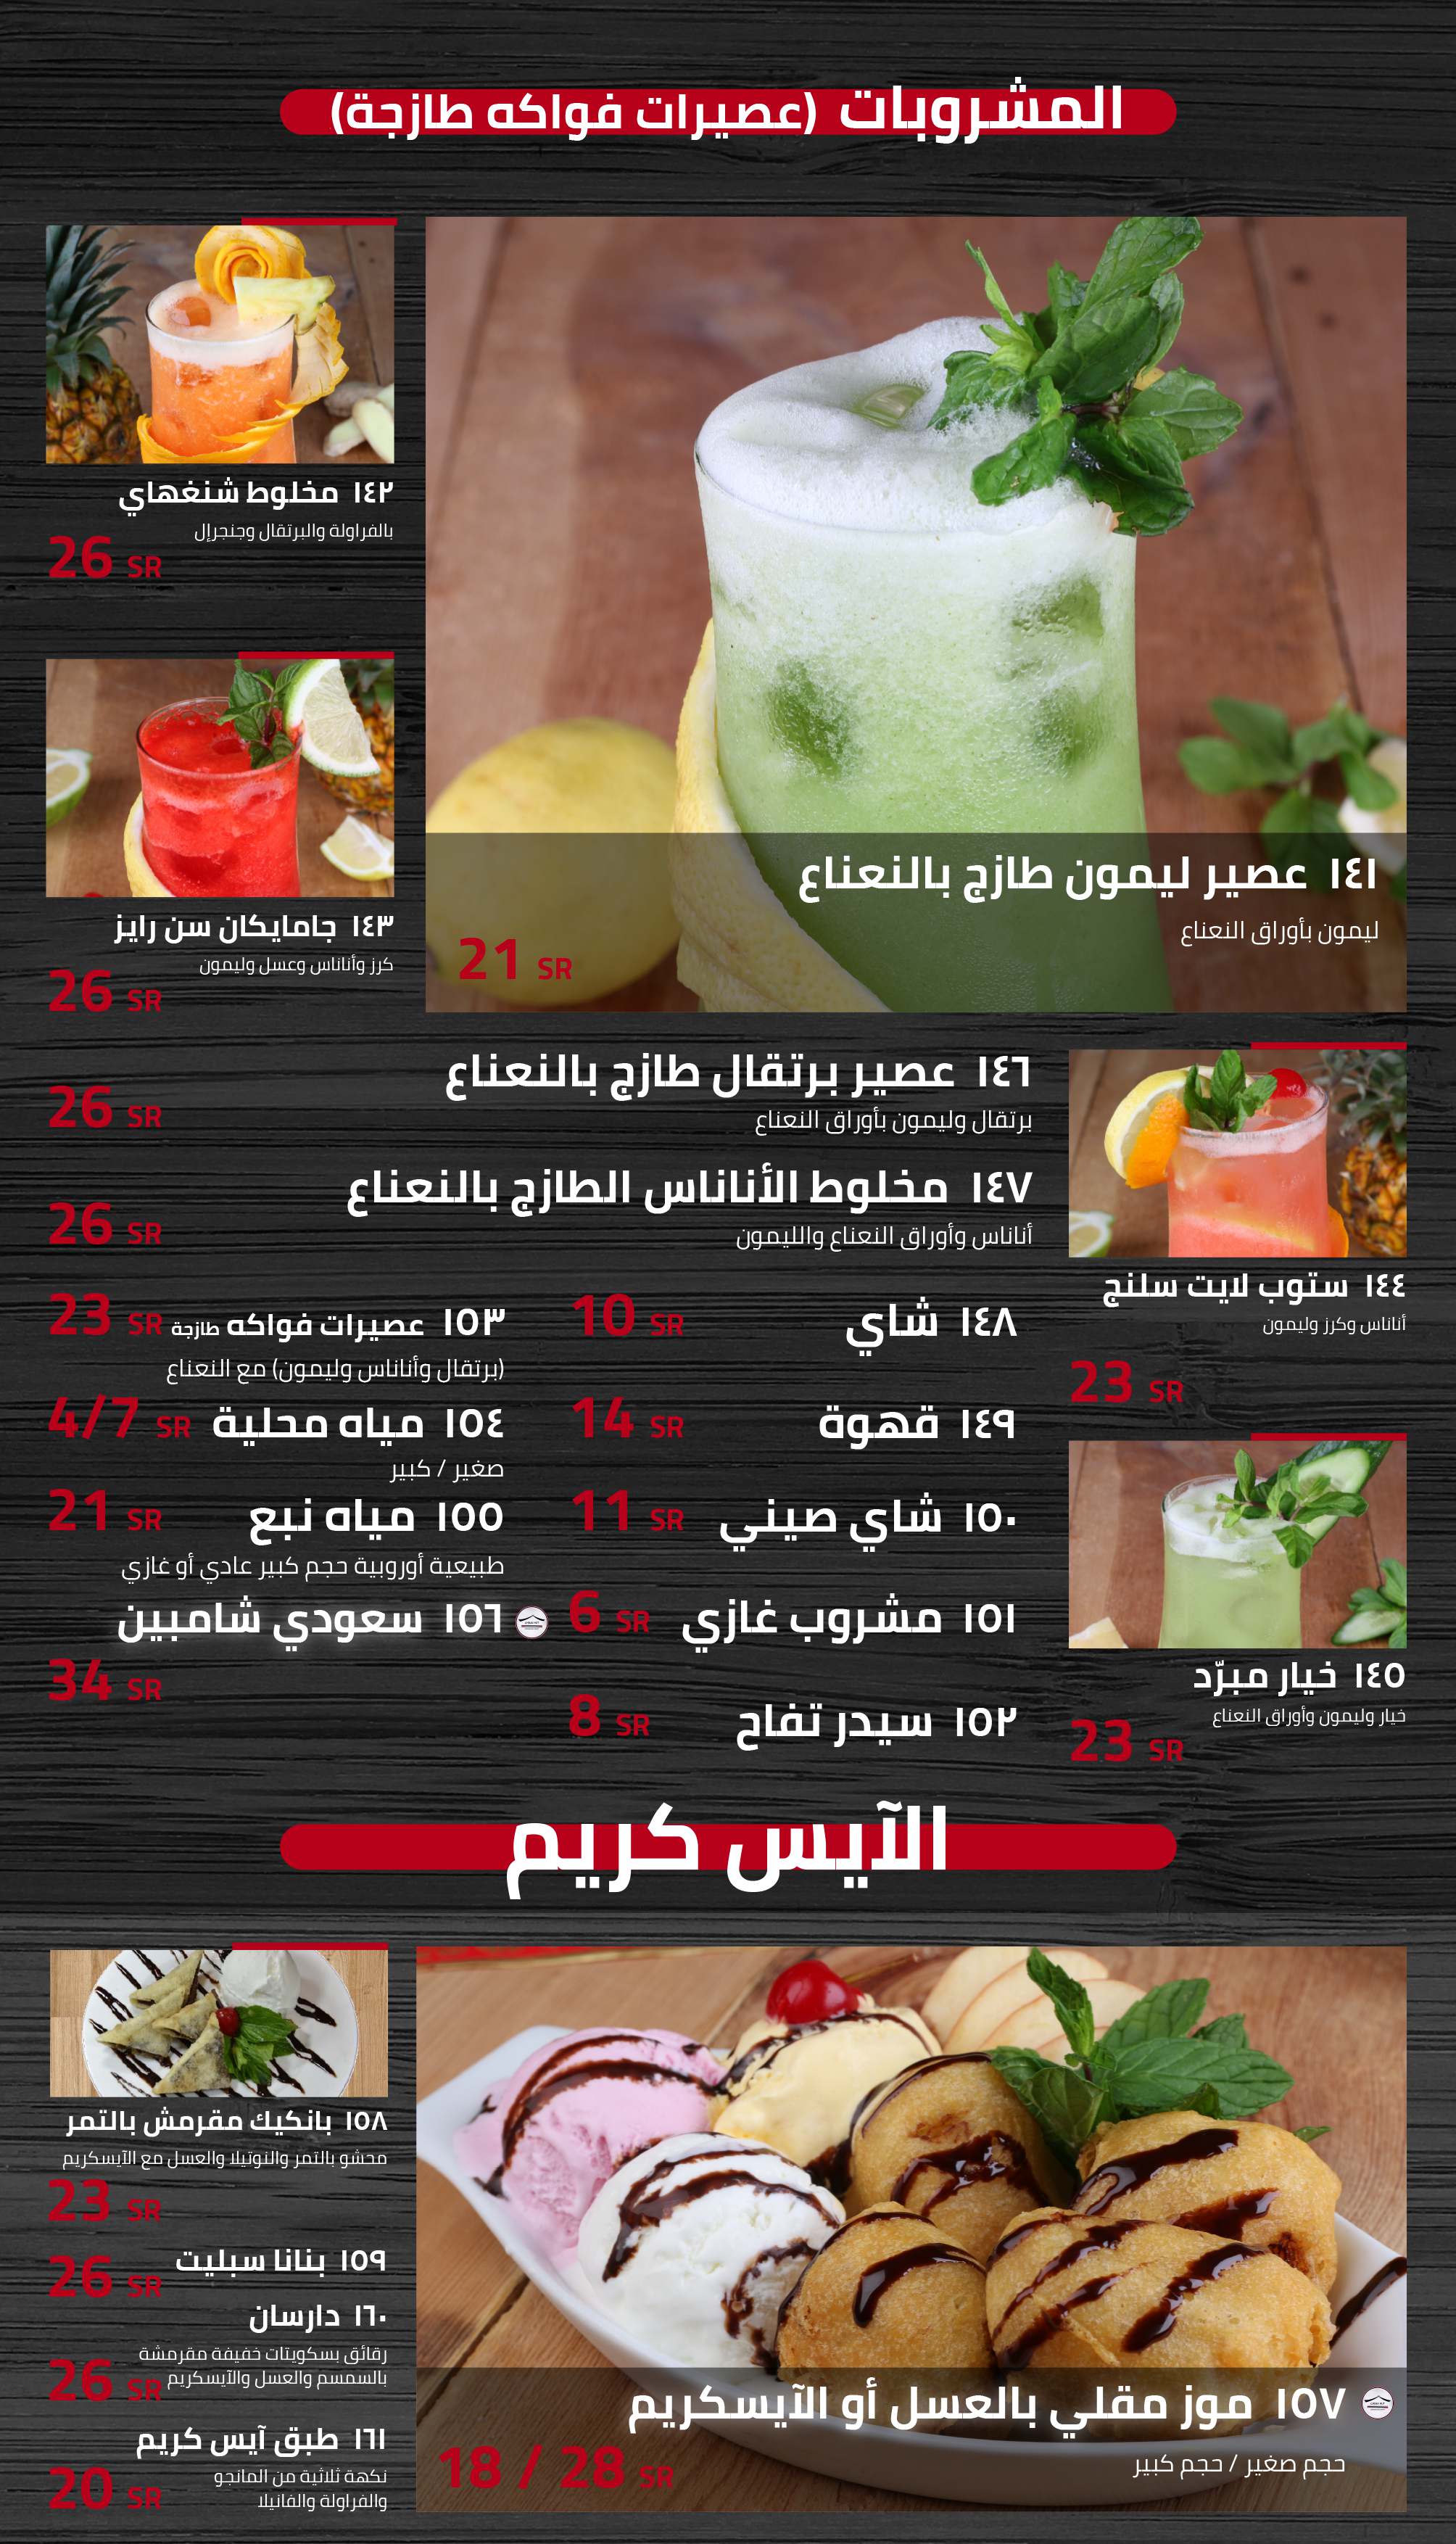 المشروبات (عصيرات فواكه طازجة)
١٤١ عصير ليمون طازج بالنعناع
ليمون بأوراق النعناع
21 SR
١٤٢ مخلوط شنغهاي
بالفراولة والبرتقال وجنجرإل
26 SR
١٤٣ جامايكان سن رايز
كرز وأناناس وعسل وليمون
26 SR
١٤٤ ستوب لايت سلنج
أناناس وكرز وليمون
23 SR
١٤٥ خيار مبرّد
خيار وليمون وأوراق النعناع
23 SR
١٤٦ عصير برتقال طازج بالنعناع
برتقال وليمون بأوراق النعناع
26 SR
١٤٧ مخلوط الأناناس الطازج بالنعناع
أناناس وأوراق النعناع والليمون
26 SR
١٤٨ شاي
10 SR
١٤٩ قهوة
14 SR
١٥٠ شاي صيني
11 SR
١٥١ مشروب غازي
6 SR
١٥٢ سيدر تفاح
8 SR
١٥٣ عصيرات فواكه طازجة
23 SR
(برتقال وأناناس وليمون) مع النعناع
١٥٤ مياه محلية
4/7 SR
صغير / كبير
١٥٥ مياه نبع
21 SR
طبيعية أوروبية حجم كبير عادي أو غازي
١٥٦ سعودي شامبين
34 SR
الآيس كريم
١٥٧ موز مقلي بالعسل أو الآيسكريم
حجم صغير / حجم كبير
18 / 28 SR
١٥٨ بانكيك مقرمش بالتمر
محشو بالتمر والنوتيلا والعسل مع الآيسكريم
23 SR
١٥٩ بنانا سبليت
26 SR
١٦٠ دارسان
رقائق بسكويتات خفيفة مقرمشة
بالسمسم والعسل والآيسكريم
26 SR
١٦١ طبق آيس كريم
نكهة ثلاثية من المانجو
والفراولة والفانيلا
20 SR